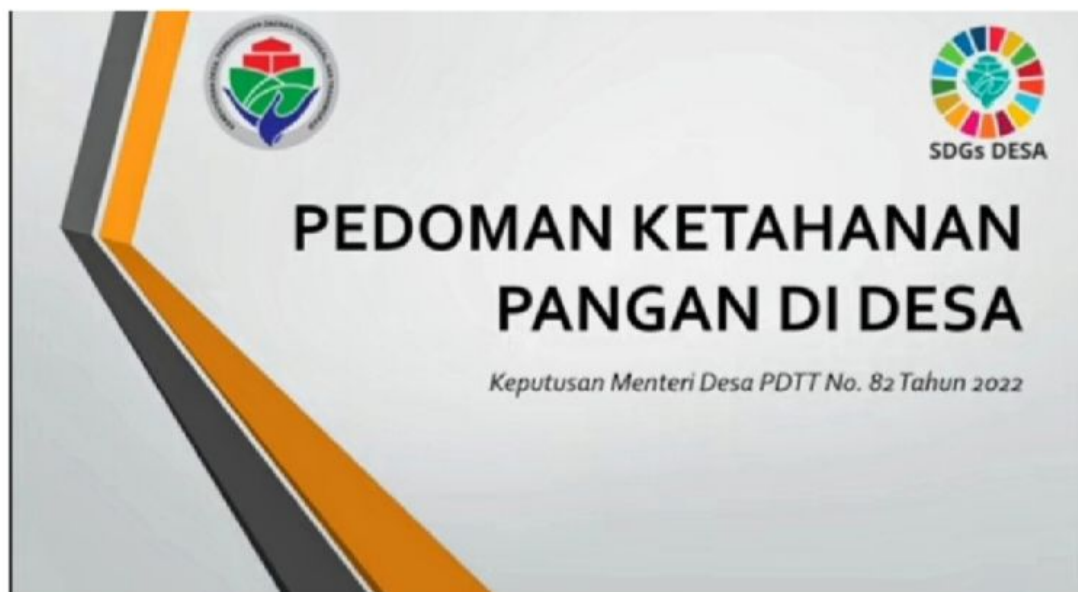 SDGs DESA
PEDOMAN KETAHANAN
PANGAN DI DESA
Keputusan Menteri Desa PDTT No. 82 Tahun 2022